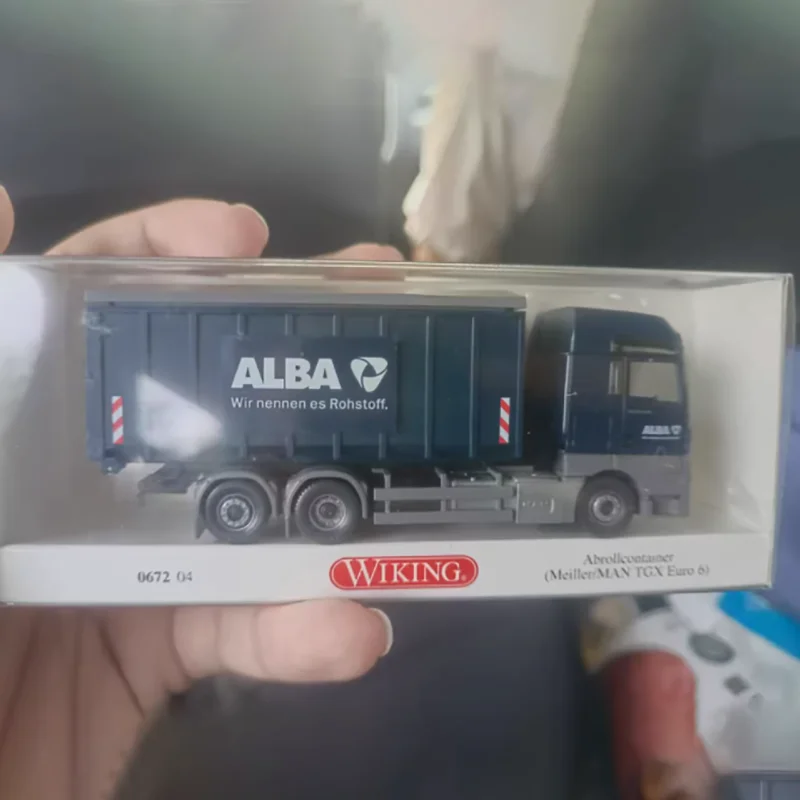 ALBA
Wir nennen es Rohstoff.
ALBA
0672 04
WIKING®
Abrollcontainer
(Meiller/MAN TGX Euro 6)